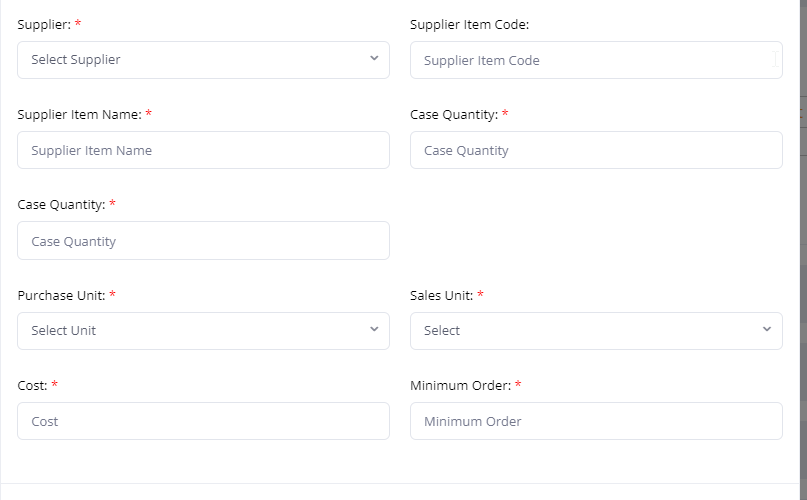 Supplier: * Supplier Item Code:
Select Supplier Supplier Item Code
Supplier Item Name: * Case Quantity: *
Supplier Item Name Case Quantity
Case Quantity: *
Case Quantity
Purchase Unit: * Sales Unit: *
Select Unit Select
Cost: * Minimum Order: *
Cost Minimum Order